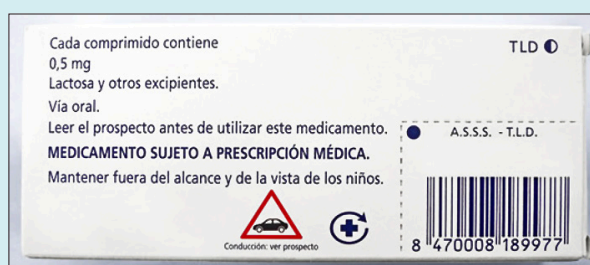 Cada comprimido contiene
0,5 mg
Lactosa y otros excipientes.
Vía oral.
Leer el prospecto antes de utilizar este medicamento.
MEDICAMENTO SUJETO A PRESCRIPCIÓN MÉDICA.
Mantener fuera del alcance y de la vista de los niños.
Conducción: ver prospecto
TLD
A.S.S.S. - T.L.D.
8 470008 189977